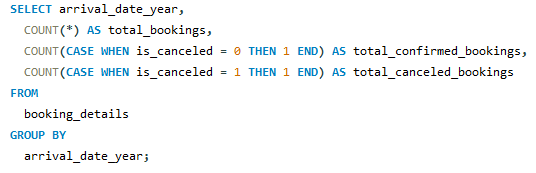 SELECT arrival_date_year,
  COUNT(*) AS total_bookings,
  COUNT(CASE WHEN is_canceled = 0 THEN 1 END) AS total_confirmed_bookings,
  COUNT(CASE WHEN is_canceled = 1 THEN 1 END) AS total_canceled_bookings
FROM
  booking_details
GROUP BY
  arrival_date_year;